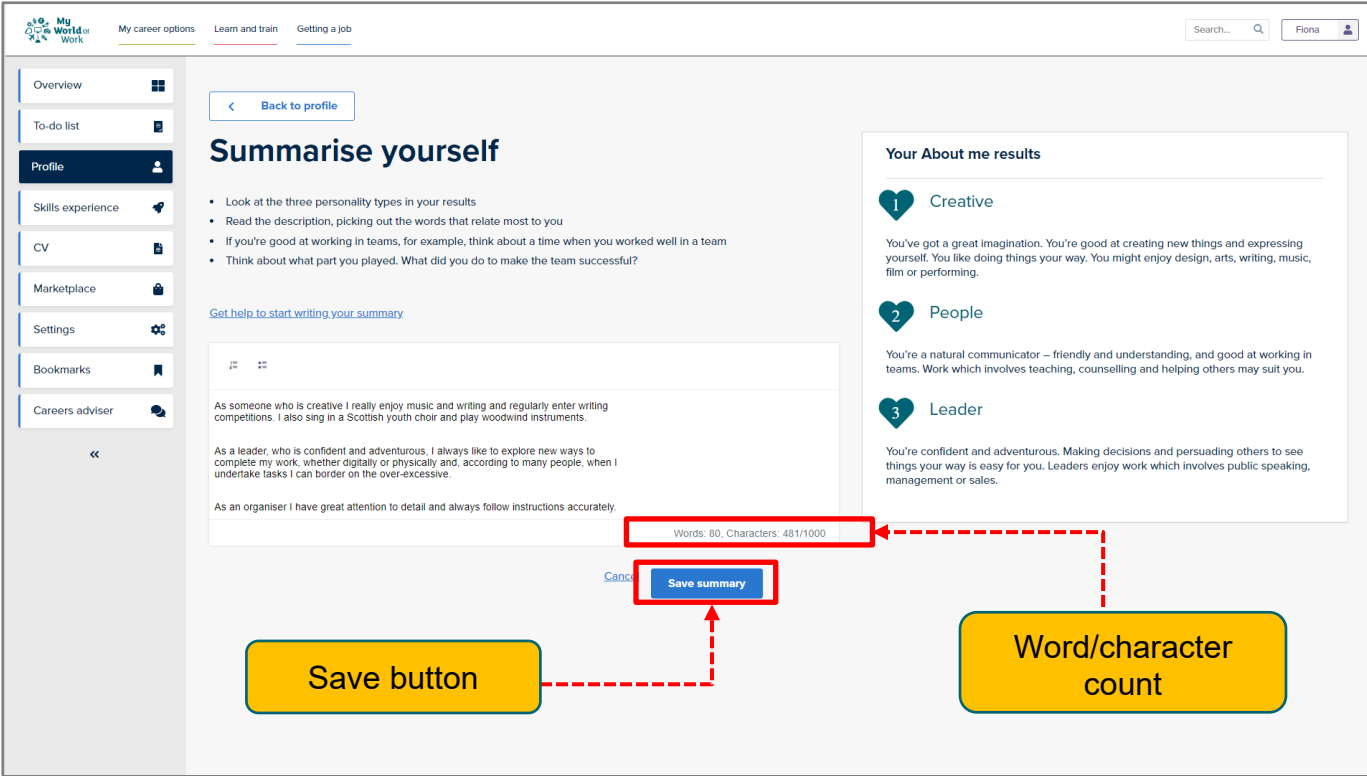 My
World of
Work
My career options
Learn and train
Getting a job
Search...
Fiona
Overview
To-do list
Profile
Skills experience
CV
Marketplace
Settings
Bookmarks
Careers adviser
Back to profile
Summarise yourself
Look at the three personality types in your results
Read the description, picking out the words that relate most to you
If you're good at working in teams, for example, think about a time when you worked well in a team
Think about what part you played. What did you do to make the team successful?
Get help to start writing your summary
As someone who is creative I really enjoy music and writing and regularly enter writing
competitions. I also sing in a Scottish youth choir and play woodwind instruments.
As a leader, who is confident and adventurous, I always like to explore new ways to
complete my work, whether digitally or physically and, according to many people, when I
undertake tasks I can border on the over-excessive.
As an organiser I have great attention to detail and always follow instructions accurately.
Words: 80, Characters: 481/1000
Cance
Save summary
Your About me results
1 Creative
You've got a great imagination. You're good at creating new things and expressing
yourself. You like doing things your way. You might enjoy design, arts, writing, music,
film or performing.
2 People
You're a natural communicator – friendly and understanding, and good at working in
teams. Work which involves teaching, counselling and helping others may suit you.
3 Leader
You're confident and adventurous. Making decisions and persuading others to see
things your way is easy for you. Leaders enjoy work which involves public speaking,
management or sales.
Save button
Word/character
count